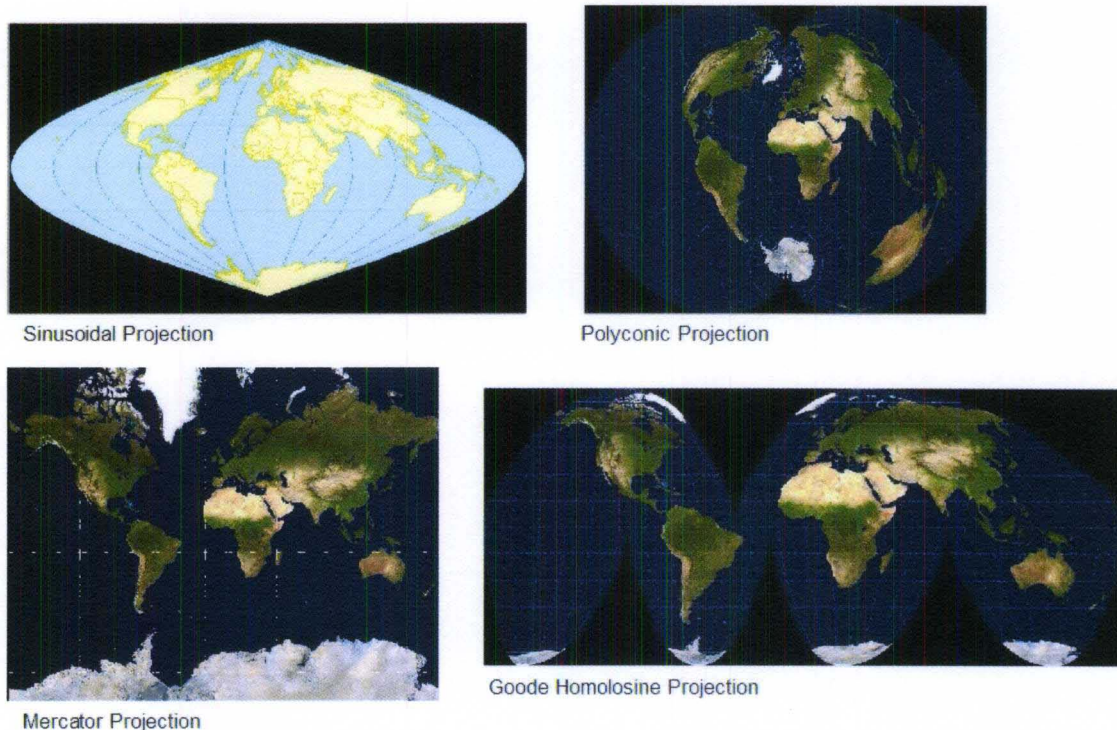 Sinusoidal Projection
Polyconic Projection
Mercator Projection
Goode Homolosine Projection